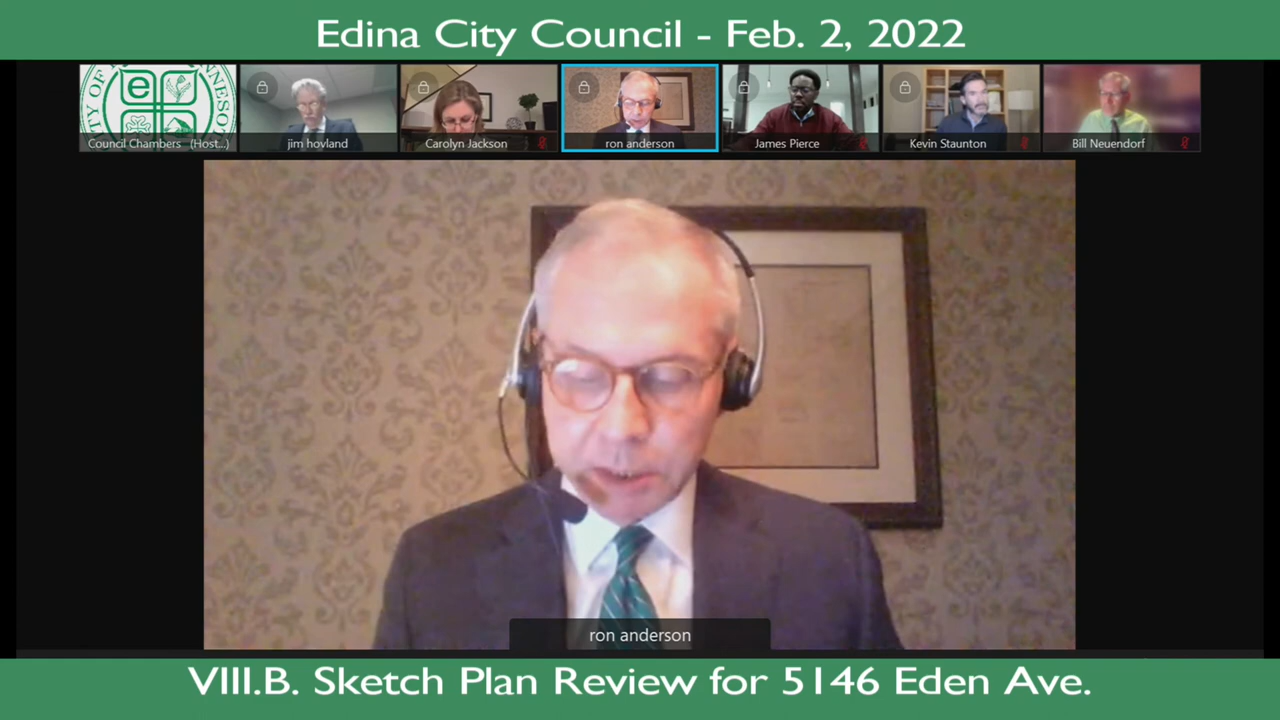 Edina City Council - Feb. 2, 2022
Council Chambers (Host...)
jim hovland
Carolyn Jackson
ron anderson
James Pierce
Kevin Staunton
Bill Neuendorf
ron anderson
VIII.B. Sketch Plan Review for 5146 Eden Ave.